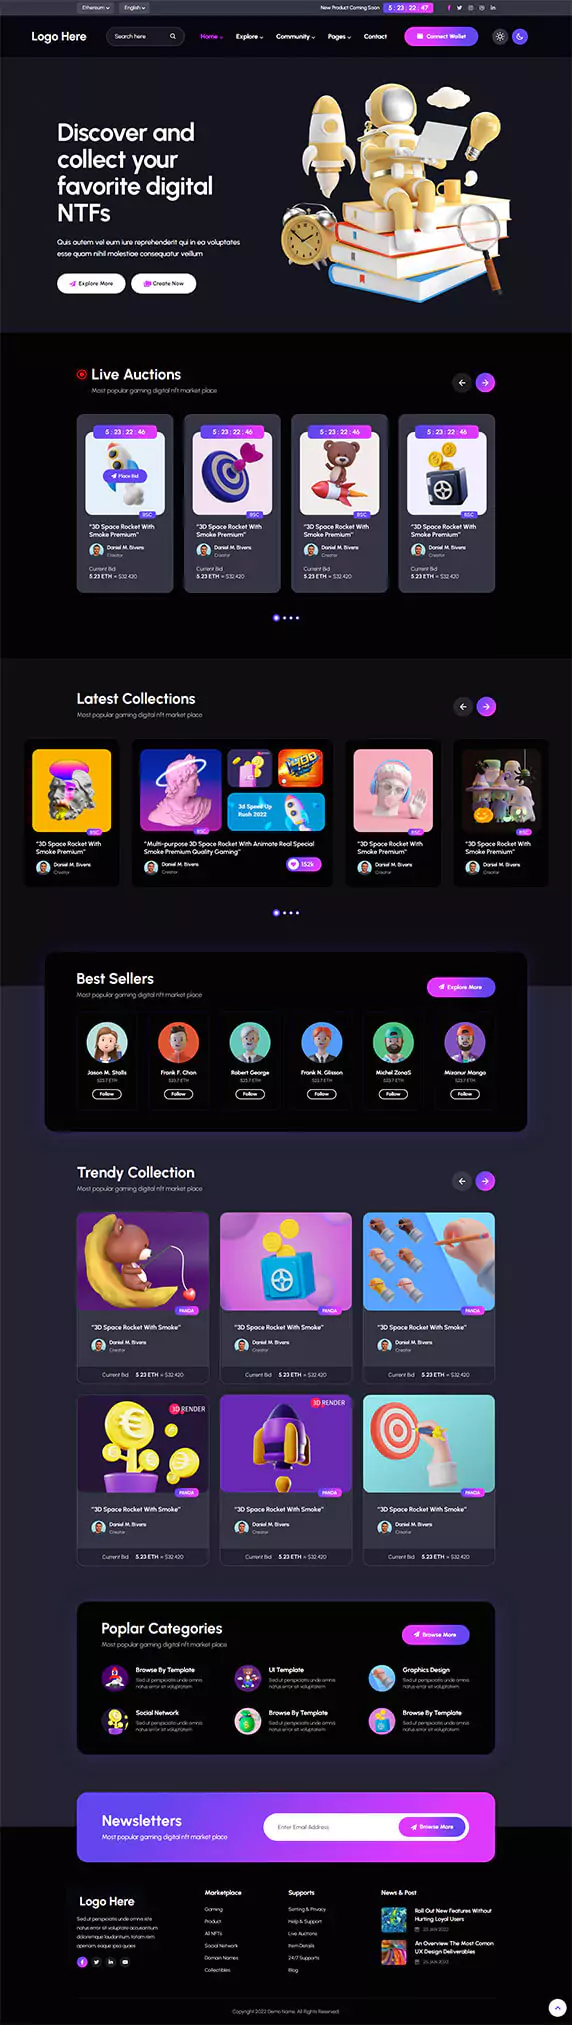 Ethereum
English
New Product Coming Soon
5 : 23 : 22 : 47
Logo Here
Search here
Home
Explore
Community
Pages
Contact
Connect Wallet
Discover and
collect your
favorite digital
NTFs
Quis autem vel eum iure reprehenderit qui in ea voluptates
esse quam nihil molestiae consequatur veillum
Explore More
Create Now
Live Auctions
Most popular gaming digital nft market place
5 : 23 : 22 : 46
Place Bid
BSC
"3D Space Rocket With
Smoke Premium"
Daniel M. Bivens
Creator
Current Bid
5.23 ETH = $32.420
5 : 23 : 22 : 46
BSC
"3D Space Rocket With
Smoke Premium"
Daniel M. Bivens
Creator
Current Bid
5.23 ETH = $32.420
5 : 23 : 22 : 46
BSC
"3D Space Rocket With
Smoke Premium"
Daniel M. Bivens
Creator
Current Bid
5.23 ETH = $32.420
5 : 23 : 22 : 46
BSC
"3D Space Rocket With
Smoke Premium"
Daniel M. Bivens
Creator
Current Bid
5.23 ETH = $32.420
Latest Collections
Most popular gaming digital nft market place
BSC
"3D Space Rocket With
Smoke Premium"
Daniel M. Bivens
Creator
3d Speed Up
Rush 2022
BSC
"Multi-purpose 3D Space Rocket With Animate Real Special
Smoke Premium Quality Gaming"
Daniel M. Bivens
Creator
152k
BSC
"3D Space Rocket With
Smoke Premium"
Daniel M. Bivens
Creator
BSC
"3D Space Rocket With
Smoke Premium"
Daniel M. Bivens
Creator
Best Sellers
Most popular gaming digital nft market place
Explore More
Jason M. Stalls
$23.7 ETH
Follow
Frank F. Chan
$23.7 ETH
Follow
Robert George
$23.7 ETH
Follow
Frank N. Glisson
$23.7 ETH
Follow
Michel ZonaS
$23.7 ETH
Follow
Mizanur Manga
$23.7 ETH
Follow
Trendy Collection
Most popular gaming digital nft market place
PANDA
"3D Space Rocket With Smoke"
Daniel M. Bivens
Creator
Current Bid 5.23 ETH = $32.420
PANDA
"3D Space Rocket With Smoke"
Daniel M. Bivens
Creator
Current Bid 5.23 ETH = $32.420
PANDA
"3D Space Rocket With Smoke"
Daniel M. Bivens
Creator
Current Bid 5.23 ETH = $32.420
3D RENDER
PANDA
"3D Space Rocket With Smoke"
Daniel M. Bivens
Creator
Current Bid 5.23 ETH = $32.420
3D RENDER
PANDA
"3D Space Rocket With Smoke"
Daniel M. Bivens
Creator
Current Bid 5.23 ETH = $32.420
PANDA
"3D Space Rocket With Smoke"
Daniel M. Bivens
Creator
Current Bid 5.23 ETH = $32.420
Poplar Categories
Most popular gaming digital nft market place
Browse More
Browse By Template
Sed ut perspiciatis unde omnis
natus error sit voluptatem
UI Template
Sed ut perspiciatis unde omnis
natus error sit voluptatem
Graphics Design
Sed ut perspiciatis unde omnis
natus error sit voluptatem
Social Network
Sed ut perspiciatis unde omnis
natus error sit voluptatem
Browse By Template
Sed ut perspiciatis unde omnis
natus error sit voluptatem
Browse By Template
Sed ut perspiciatis unde omnis
natus error sit voluptatem
Newsletters
Most popular gaming digital nft market place
Enter Email Address
Browse More
Logo Here
Sed ut perspiciatis unde omnis iste
natus error sit voluptate accusantium
doloremque laudantium, totam rem
aperiam, eaque ipsa quae
Marketplace
Gaming
Product
All NFTs
Social Network
Domain Names
Collectibles
Supports
Setting & Privacy
Help & Support
Live Auctions
Item Details
24/7 Supports
Blog
News & Post
Roll Out New Features Without
Hurting Loyal Users
An Overview The Most Comon
UX Design Deliverables
Copyright 2022 Demo Name. All Rights Reserved